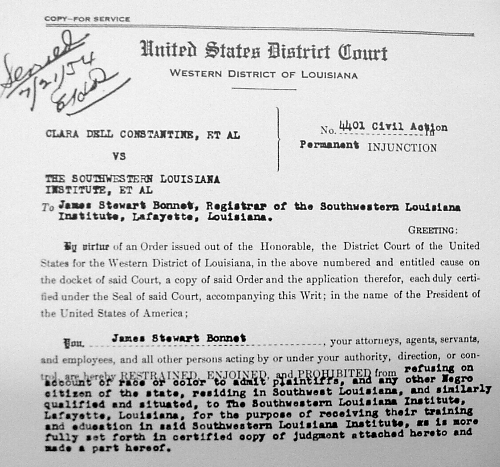 COPY—FOR SERVICE
Served
7/21/54
United States District Court
WESTERN DISTRICT OF LOUISIANA
CLARA DELL CONSTANTINE, ET AL
VS
THE SOUTHWESTERN LOUISIANA
INSTITUTE, ET AL
No. 4401 Civil Action
Permanent INJUNCTION
To James Stewart Bonnet, Registrar of the Southwestern Louisiana
Institute, Lafayette, Louisiana.
GREETING:
By virtue of an Order issued out of the Honorable, the District Court of the United
States for the Western District of Louisiana, in the above numbered and entitled cause on
the docket of said Court, a copy of said Order and the application therefor, each duly cer-
tified under the Seal of said Court, accompanying this Writ; in the name of the President of
the United States of America;
You, James Stewart Bonnet, your attorneys, agents, servants,
and employees, and all other persons acting by or under your authority, direction, or con-
trol, are hereby RESTRAINED, ENJOINED, and PROHIBITED from refusing on
account of race or color to admit plaintiffs, and any other Negro
citizen of the state, residing in Southwest Louisiana, and similarly
qualified and situated, to The Southwestern Louisiana Institute,
Lafayette, Louisiana, for the purpose of receiving their training
and education in said Southwestern Louisiana Institute, as is more
fully set forth in certified copy of judgment attached hereto and
made a part hereof.